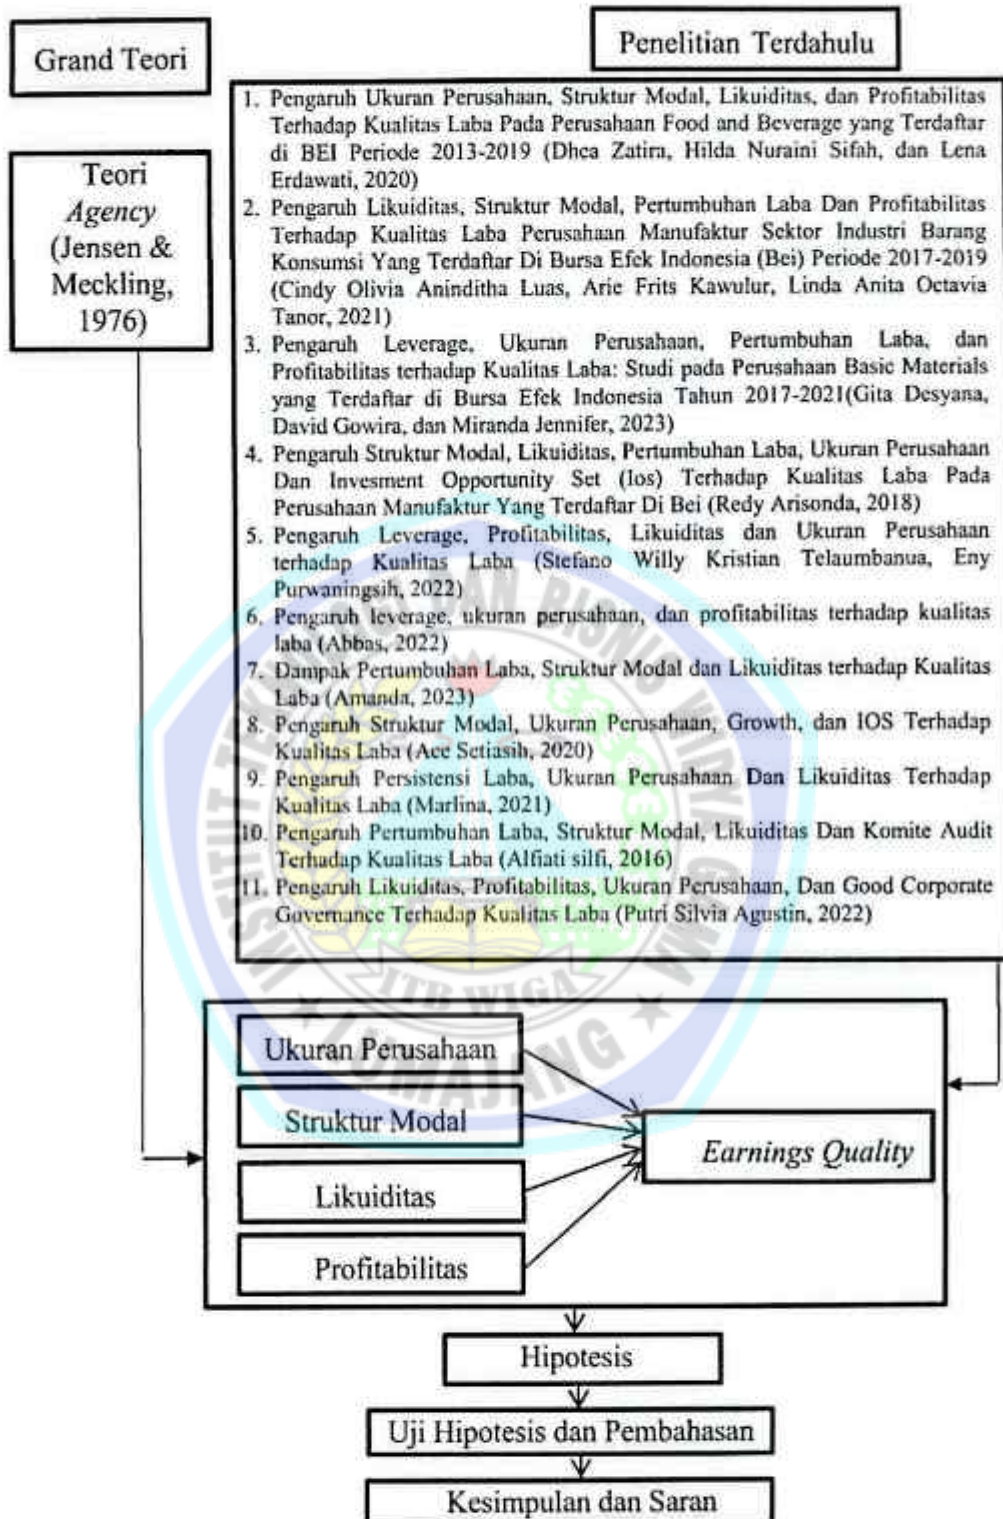 Grand Teori
Penelitian Terdahulu
Teori
Agency
(Jensen &
Meckling,
1976)
1. Pengaruh Ukuran Perusahaan, Struktur Modal, Likuiditas, dan Profitabilitas
Terhadap Kualitas Laba Pada Perusahaan Food and Beverage yang Terdaftar
di BEI Periode 2013-2019 (Dhea Zatira, Hilda Nuraini Sifah, dan Lena
Erdawati, 2020)
2. Pengaruh Likuiditas, Struktur Modal, Pertumbuhan Laba Dan Profitabilitas
Terhadap Kualitas Laba Perusahaan Manufaktur Sektor Industri Barang
Konsumsi Yang Terdaftar Di Bursa Efek Indonesia (Bei) Periode 2017-2019
(Cindy Olivia Aninditha Luas, Arie Frits Kawulur, Linda Anita Octavia
Tanor, 2021)
3. Pengaruh Leverage, Ukuran Perusahaan, Pertumbuhan Laba, dan
Profitabilitas terhadap Kualitas Laba: Studi pada Perusahaan Basic Materials
yang Terdaftar di Bursa Efek Indonesia Tahun 2017-2021(Gita Desyana,
David Gowira, dan Miranda Jennifer, 2023)
4. Pengaruh Struktur Modal, Likuiditas, Pertumbuhan Laba, Ukuran Perusahaan
Dan Invesment Opportunity Set (Ios) Terhadap Kualitas Laba Pada
Perusahaan Manufaktur Yang Terdaftar Di Bei (Redy Arisonda, 2018)
5. Pengaruh Leverage, Profitabilitas, Likuiditas dan Ukuran Perusahaan
terhadap Kualitas Laba (Stefano Willy Kristian Telaumbanua, Eny
Purwaningsih, 2022)
6. Pengaruh leverage, ukuran perusahaan, dan profitabilitas terhadap kualitas
laba (Abbas, 2022)
7. Dampak Pertumbuhan Laba, Struktur Modal dan Likuiditas terhadap Kualitas
Laba (Amanda, 2023)
8. Pengaruh Struktur Modal, Ukuran Perusahaan, Growth, dan IOS Terhadap
Kualitas Laba (Ace Setiasih, 2020)
9. Pengaruh Persistensi Laba, Ukuran Perusahaan Dan Likuiditas Terhadap
Kualitas Laba (Marlina, 2021)
10. Pengaruh Pertumbuhan Laba, Struktur Modal, Likuiditas Dan Komite Audit
Terhadap Kualitas Laba (Alfiati silfi, 2016)
11. Pengaruh Likuiditas, Profitabilitas, Ukuran Perusahaan, Dan Good Corporate
Governance Terhadap Kualitas Laba (Putri Silvia Agustin, 2022)
INSTITUT TEKNOLOGI DAN BISNIS WIDYA GAMA
ITB WIGA
LUMAJANG
Ukuran Perusahaan
Struktur Modal
Earnings Quality
Likuiditas
Profitabilitas
Hipotesis
Uji Hipotesis dan Pembahasan
Kesimpulan dan Saran